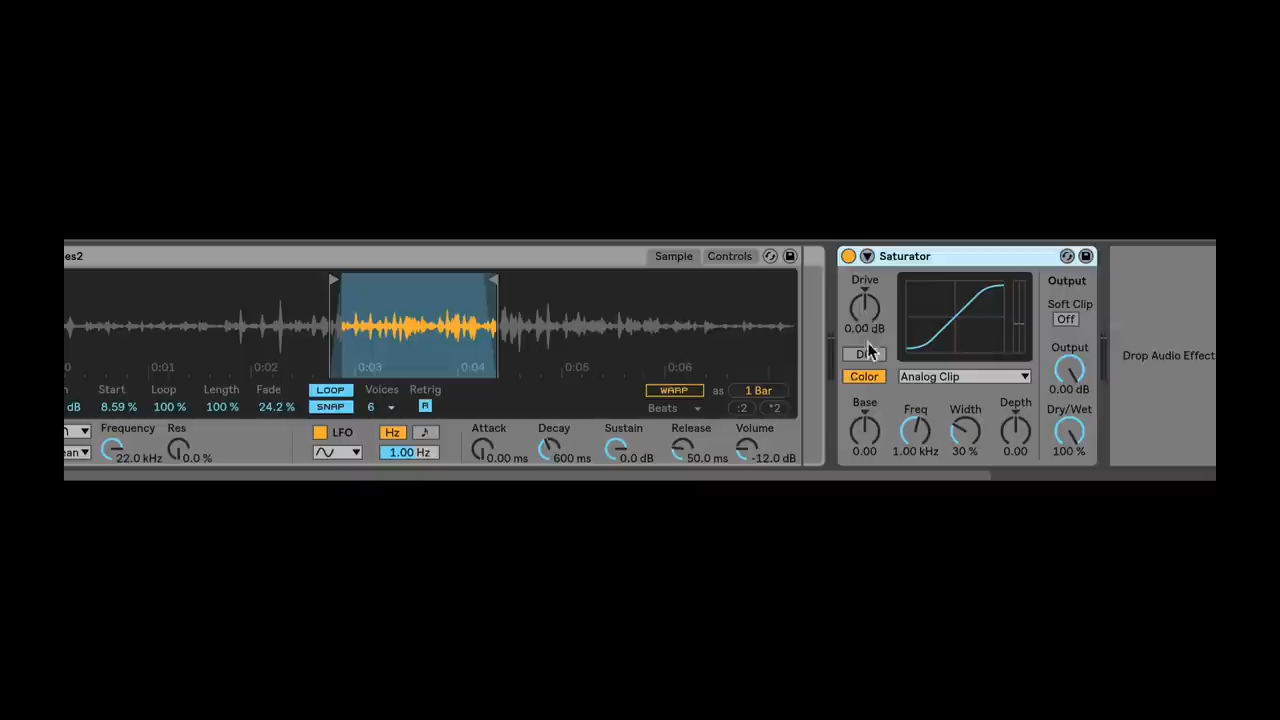 es2
Sample
Controls
0
0:01
0:02
0:03
0:04
0:05
0:06
Start
Loop
Length
Fade
LOOP
Voices
Retrig
WARP
as
1 Bar
dB
8.59 %
100 %
100 %
24.2 %
SNAP
6
R
Beats
:2
*2
Frequency
Res
LFO
Hz
Attack
Decay
Sustain
Release
Volume
22.0 kHz
0.0 %
1.00 Hz
0.00 ms
600 ms
0.0 dB
50.0 ms
-12.0 dB
Saturator
Drive
0.00 dB
Color
Analog Clip
Base
Freq
Width
Depth
0.00
1.00 kHz
30 %
0.00
Output
Soft Clip
Off
Output
0.00 dB
Dry/Wet
100 %
Drop Audio Effect